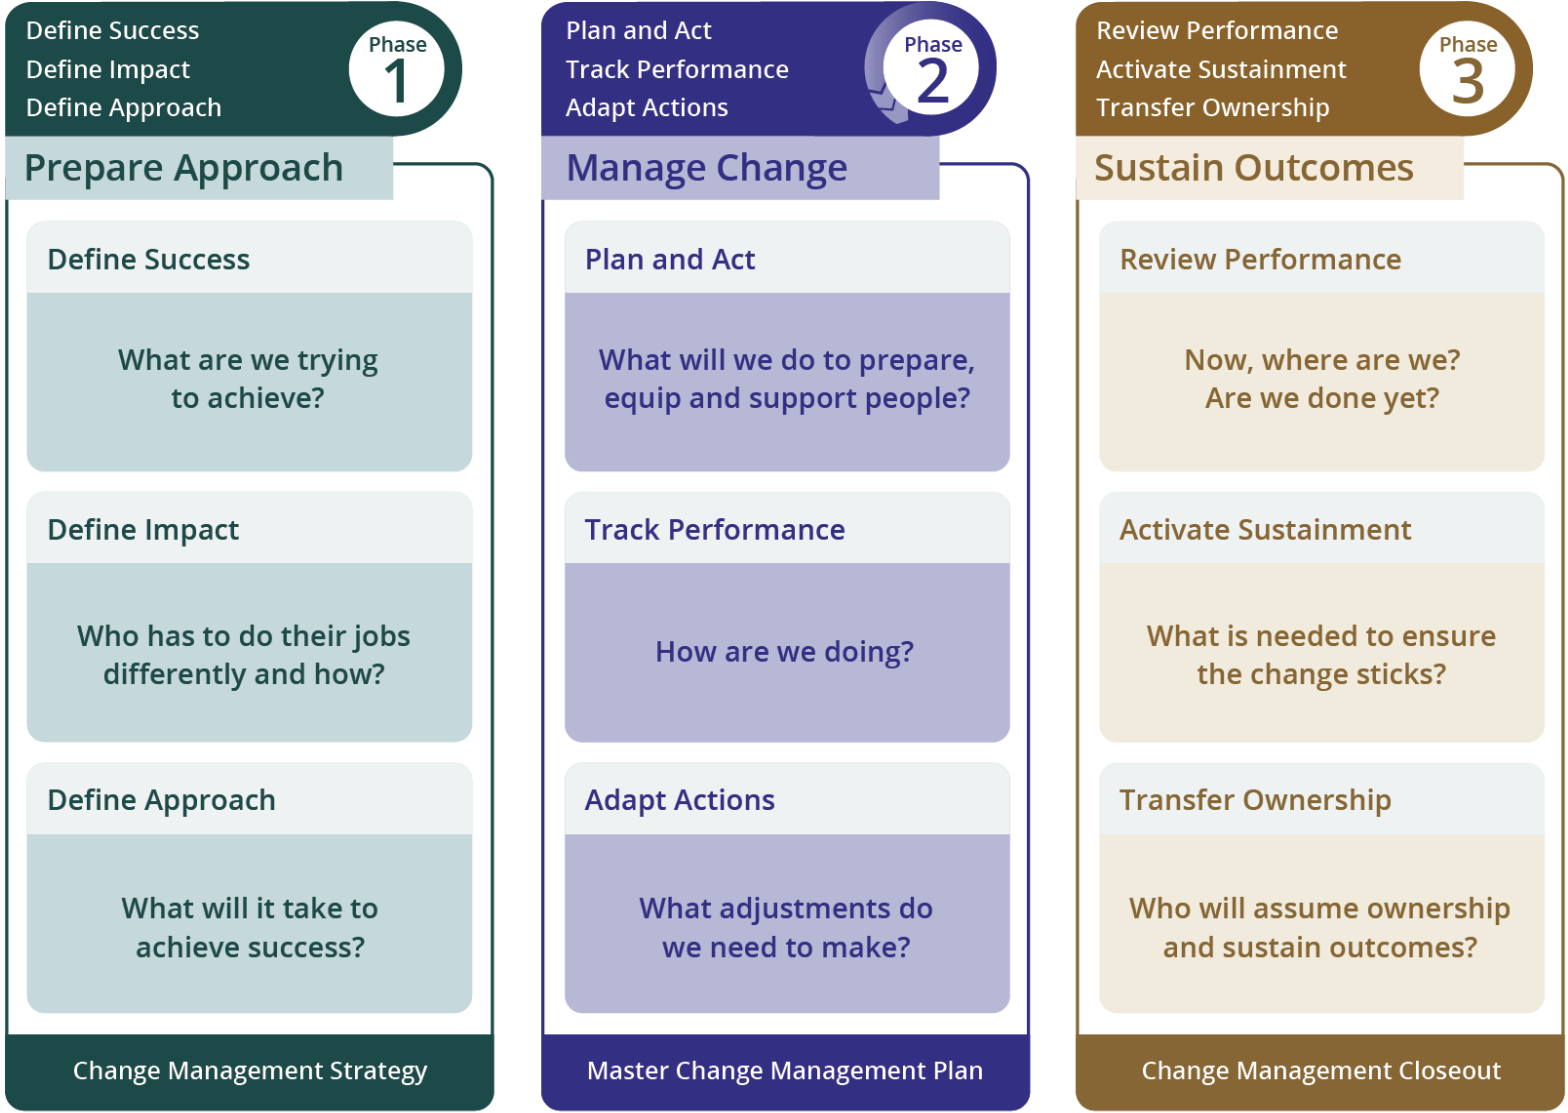 Define Success
Define Impact
Define Approach
Phase
1
Prepare Approach
Define Success
What are we trying
to achieve?
Define Impact
Who has to do their jobs
differently and how?
Define Approach
What will it take to
achieve success?
Change Management Strategy
Plan and Act
Track Performance
Adapt Actions
Phase
2
Manage Change
Plan and Act
What will we do to prepare,
equip and support people?
Track Performance
How are we doing?
Adapt Actions
What adjustments do
we need to make?
Master Change Management Plan
Review Performance
Activate Sustainment
Transfer Ownership
Phase
3
Sustain Outcomes
Review Performance
Now, where are we?
Are we done yet?
Activate Sustainment
What is needed to ensure
the change sticks?
Transfer Ownership
Who will assume ownership
and sustain outcomes?
Change Management Closeout